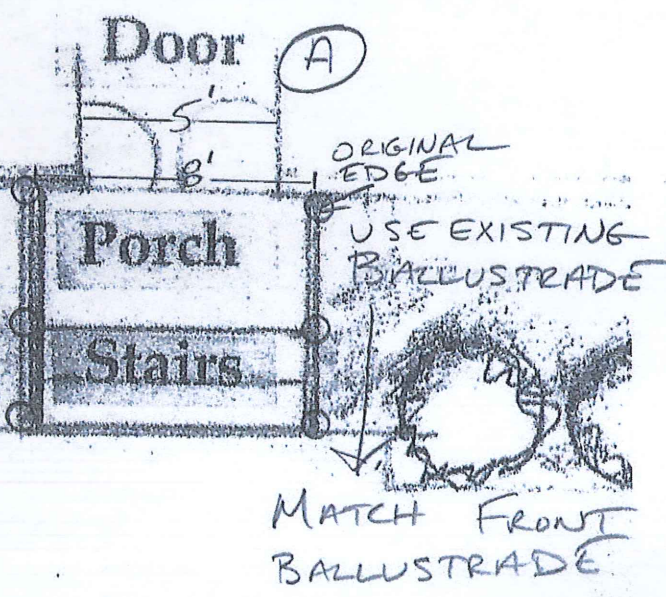 Door
A
5'
8'
ORIGINAL
EDGE
Porch
USE EXISTING
BALLUSTRADE
Stairs
MATCH FRONT
BALLUSTRADE